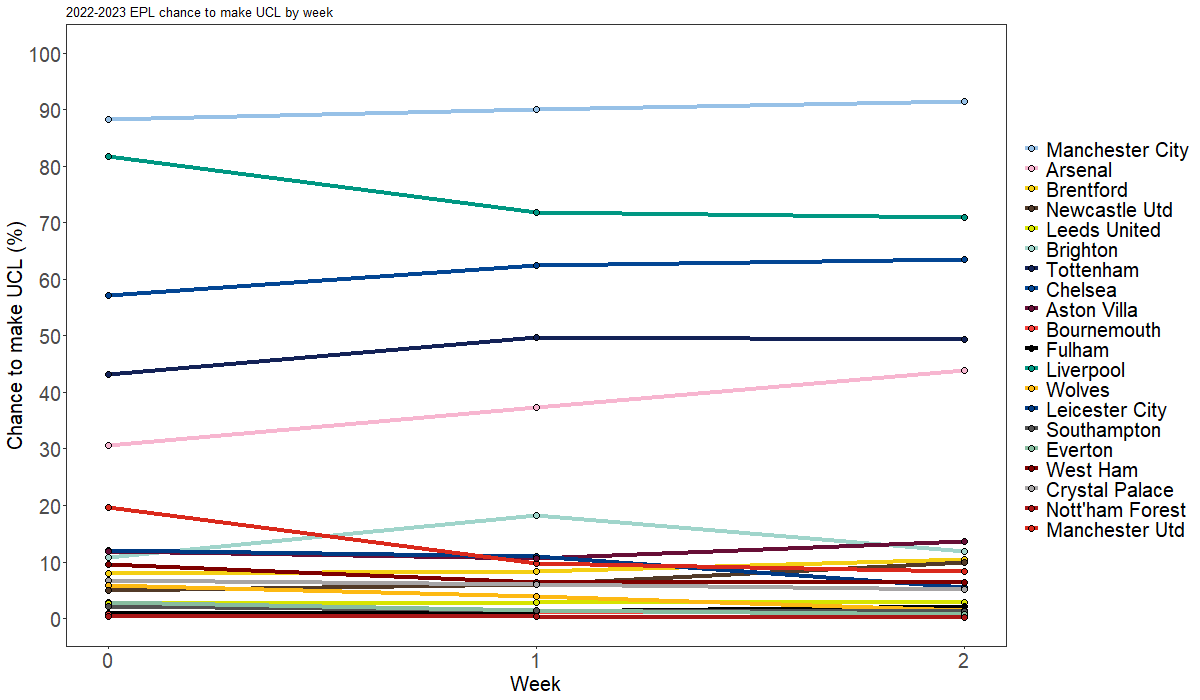 2022-2023 EPL chance to make UCL by week
100
90
80
70
60
50
40
30
20
10
0
Chance to make UCL (%)
0 1 2
Week
Manchester City
Arsenal
Brentford
Newcastle Utd
Leeds United
Brighton
Tottenham
Chelsea
Aston Villa
Bournemouth
Fulham
Liverpool
Wolves
Leicester City
Southampton
Everton
West Ham
Crystal Palace
Nott'ham Forest
Manchester Utd